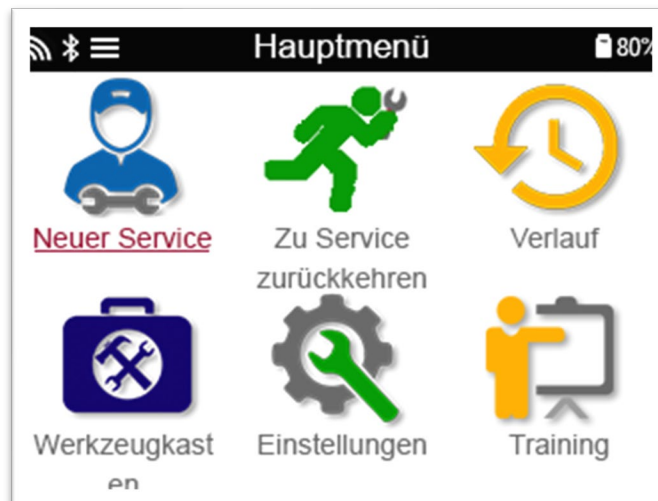 Hauptmenü 80%
Neuer Service
Zu Service
zurückkehren
Verlauf
Werkzeugkast
en
Einstellungen
Training